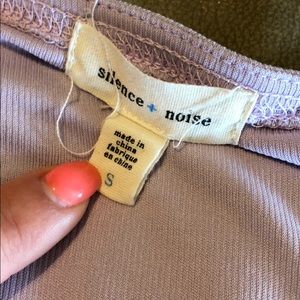 silence + noise
made in
china
fabriqué
en chine
S